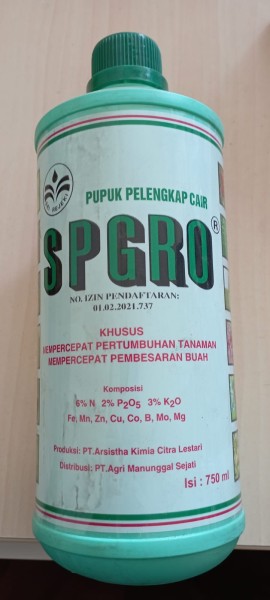 PUPUK PELENGKAP CAIR
SPGRO®
NO. IZIN PENDAFTARAN:
01.02.2021.737
KHUSUS
MEMPERCEPAT PERTUMBUHAN TANAMAN
MEMPERCEPAT PEMBESARAN BUAH
Komposisi
6% N 2% P₂O₅ 3% K₂O
Fe, Mn, Zn, Cu, Co, B, Mo, Mg
Produksi: PT.Arsistha Kimia Citra Lestari
Distribusi: PT.Agri Manunggal Sejati
Isi : 750 ml